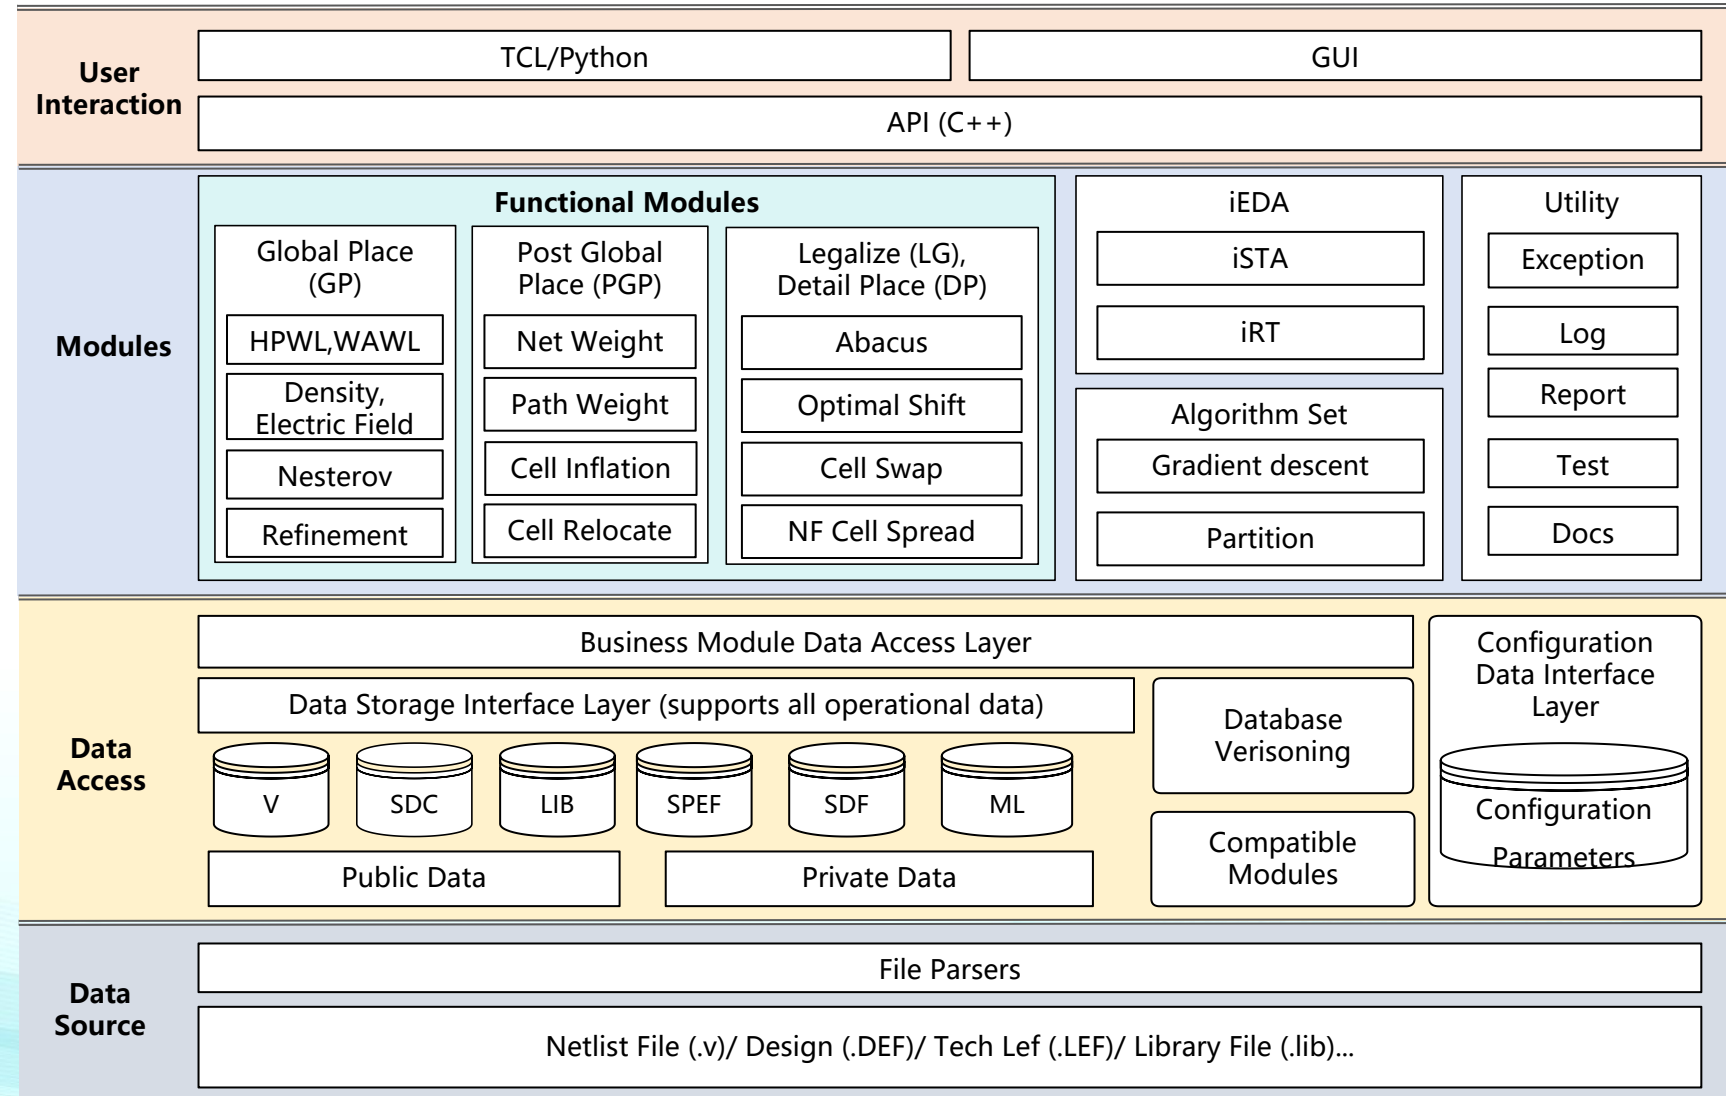 User
Interaction
TCL/Python
GUI
API (C++)
Modules
Functional Modules
Global Place
(GP)
HPWL,WAWL
Density,
Electric Field
Nesterov
Refinement
Post Global
Place (PGP)
Net Weight
Path Weight
Cell Inflation
Cell Relocate
Legalize (LG),
Detail Place (DP)
Abacus
Optimal Shift
Cell Swap
NF Cell Spread
iEDA
iSTA
iRT
Algorithm Set
Gradient descent
Partition
Utility
Exception
Log
Report
Test
Docs
Data
Access
Business Module Data Access Layer
Data Storage Interface Layer (supports all operational data)
V
SDC
LIB
SPEF
SDF
ML
Public Data
Private Data
Database
Verisoning
Compatible
Modules
Configuration
Data Interface
Layer
Configuration
Parameters
Data
Source
File Parsers
Netlist File (.v)/ Design (.DEF)/ Tech Lef (.LEF)/ Library File (.lib)...